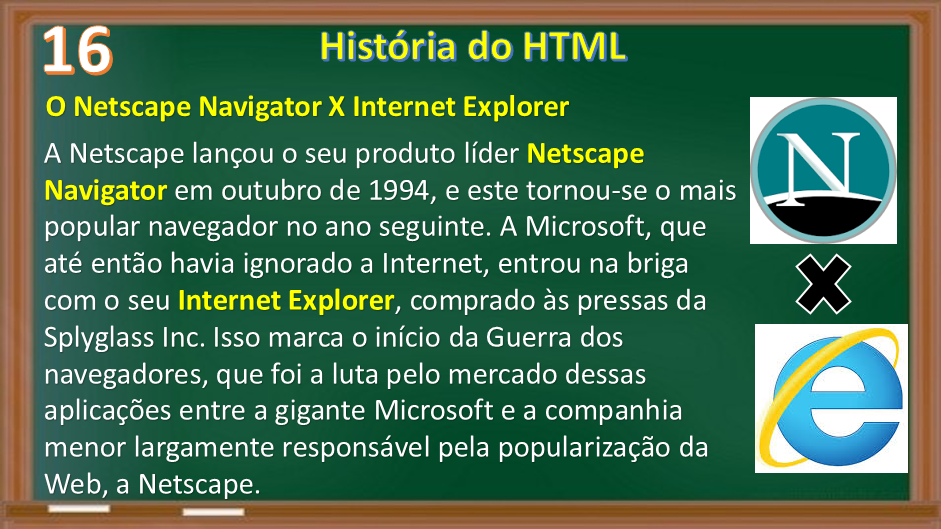 16
História do HTML
O Netscape Navigator X Internet Explorer
A Netscape lançou o seu produto líder Netscape
Navigator em outubro de 1994, e este tornou-se o mais
popular navegador no ano seguinte. A Microsoft, que
até então havia ignorado a Internet, entrou na briga
com o seu Internet Explorer, comprado às pressas da
Splyglass Inc. Isso marca o início da Guerra dos
navegadores, que foi a luta pelo mercado dessas
aplicações entre a gigante Microsoft e a companhia
menor largamente responsável pela popularização da
Web, a Netscape.
N
e